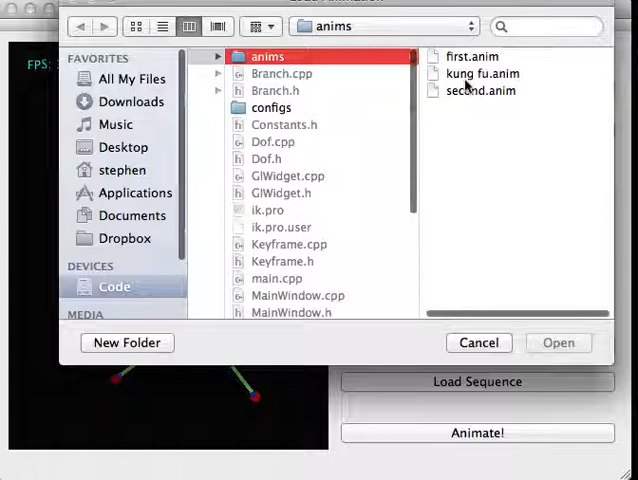 anims
FPS:
FAVORITES
All My Files
Downloads
Music
Desktop
stephen
Applications
Documents
Dropbox
DEVICES
Code
MEDIA
anims
Branch.cpp
Branch.h
configs
Constants.h
Dof.cpp
Dof.h
GlWidget.cpp
GlWidget.h
ik.pro
ik.pro.user
Keyframe.cpp
Keyframe.h
main.cpp
MainWindow.cpp
MainWindow.h
first.anim
kung fu.anim
second.anim
New Folder
Cancel
Open
Load Sequence
Animate!